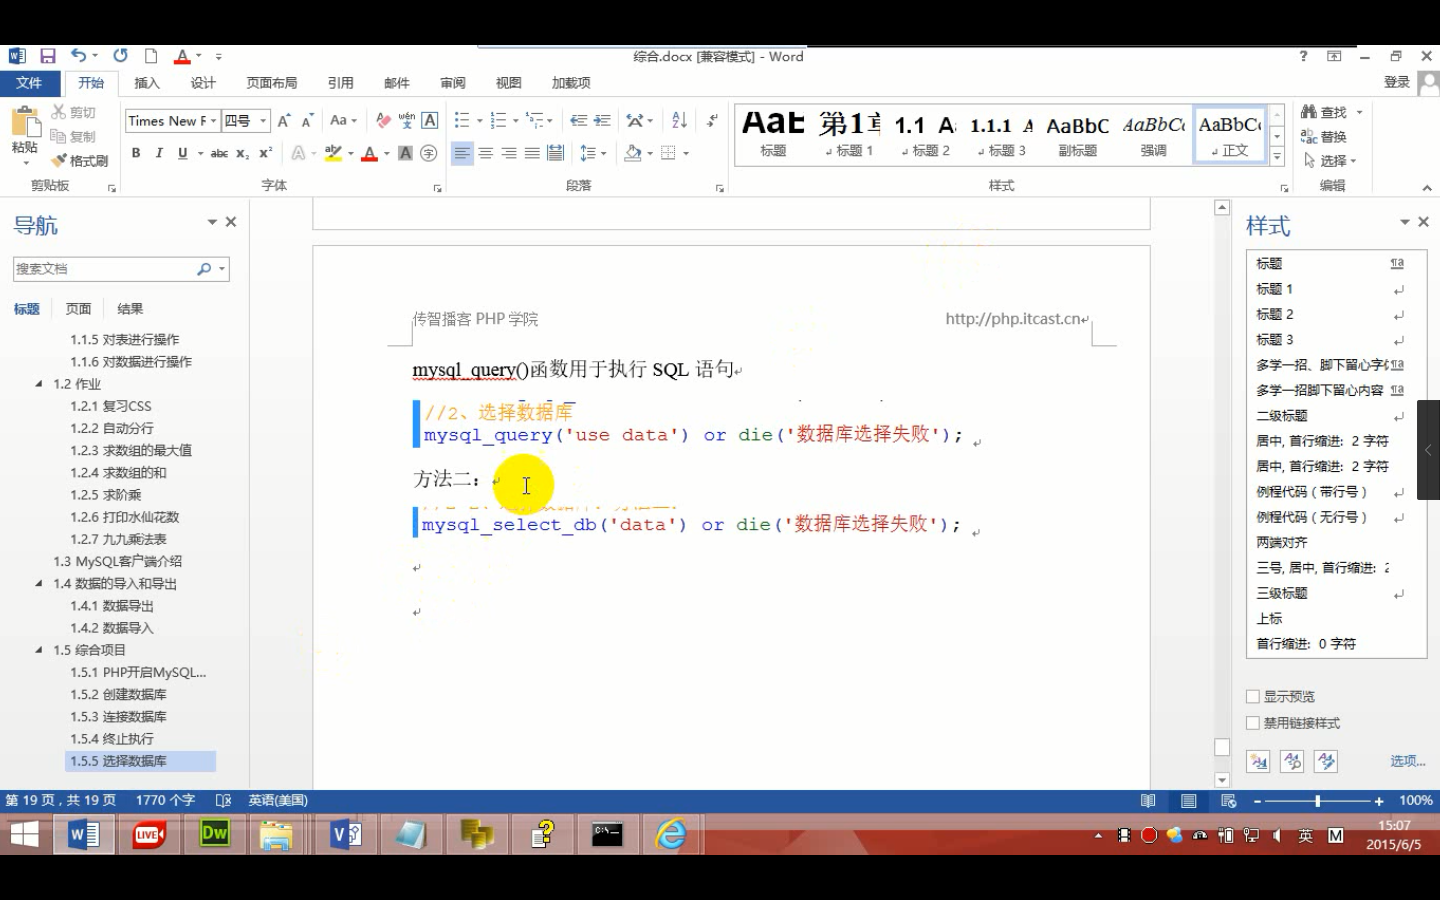 综合.docx [兼容模式] - Word
文件 开始 插入 设计 页面布局 引用 邮件 审阅 视图 加载项 登录
粘贴 剪切 复制 格式刷
Times New F 四号
标题 标题 1 标题 2 标题 3 副标题 强调 正文
查找
替换
选择
剪贴板 字体 段落 样式 编辑
导航
搜索文档
标题 页面 结果
1.1.5 对表进行操作
1.1.6 对数据进行操作
1.2 作业
1.2.1 复习CSS
1.2.2 自动分行
1.2.3 求数组的最大值
1.2.4 求数组的和
1.2.5 求阶乘
1.2.6 打印水仙花数
1.2.7 九九乘法表
1.3 MySQL客户端介绍
1.4 数据的导入和导出
1.4.1 数据导出
1.4.2 数据导入
1.5 综合项目
1.5.1 PHP开启MySQL...
1.5.2 创建数据库
1.5.3 连接数据库
1.5.4 终止执行
1.5.5 选择数据库
传智播客 PHP 学院 http://php.itcast.cn
mysql_query()函数用于执行 SQL 语句
//2、选择数据库
mysql_query('use data') or die('数据库选择失败');
方法二：
mysql_select_db('data') or die('数据库选择失败');
样式
标题
标题 1
标题 2
标题 3
多学一招、脚下留心字
多学一招脚下留心内容
二级标题
居中, 首行缩进: 2 字符
居中, 首行缩进: 2 字符
例程代码（带行号）
例程代码（无行号）
两端对齐
三号, 居中, 首行缩进: 2
三级标题
上标
首行缩进: 0 字符
显示预览
禁用链接样式
选项...
第 19 页，共 19 页 1770 个字 英语(美国) 100%
LIVE Dw 英 M
15:07
2015/6/5